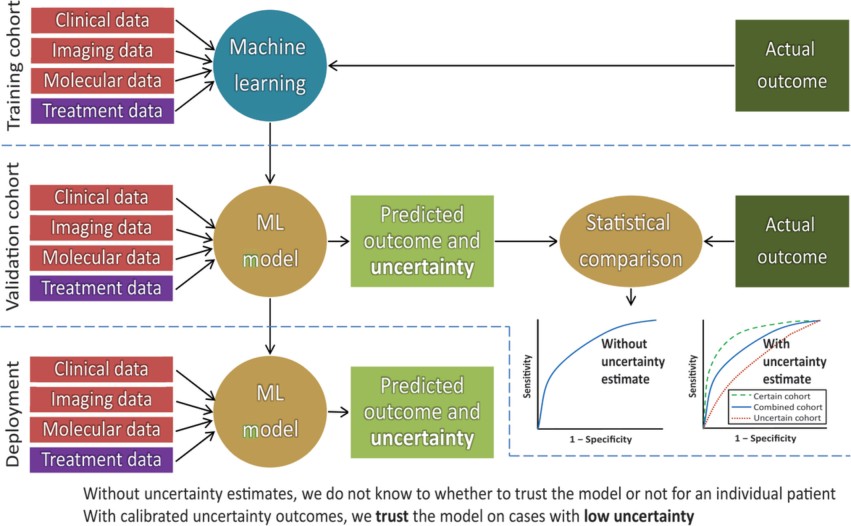 Training cohort
Clinical data
Imaging data
Molecular data
Treatment data
Machine
learning
Actual
outcome
Validation cohort
Clinical data
Imaging data
Molecular data
Treatment data
ML
model
Predicted
outcome and
uncertainty
Statistical
comparison
Actual
outcome
Sensitivity
Without
uncertainty
estimate
1 – Specificity
Sensitivity
With
uncertainty
estimate
Certain cohort
Combined cohort
Uncertain cohort
1 – Specificity
Deployment
Clinical data
Imaging data
Molecular data
Treatment data
ML
model
Predicted
outcome and
uncertainty
Without uncertainty estimates, we do not know to whether to trust the model or not for an individual patient
With calibrated uncertainty outcomes, we trust the model on cases with low uncertainty